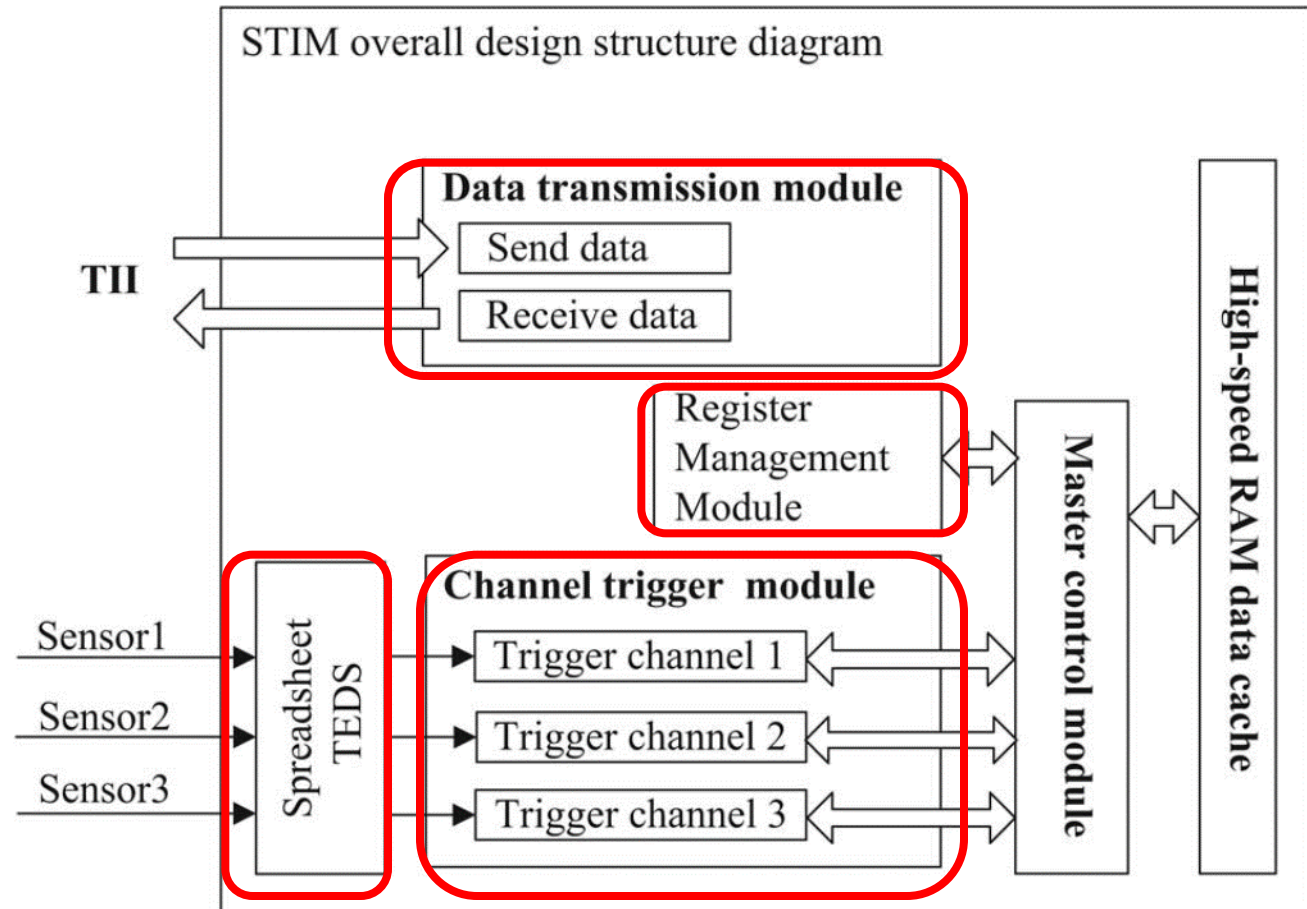 STIM overall design structure diagram
Data transmission module
Send data
TII
Receive data
Register
Management
Module
High-speed RAM data cache
Master control module
Channel trigger module
Sensor1
Trigger channel 1
Spreadsheet
TEDS
Sensor2
Trigger channel 2
Sensor3
Trigger channel 3